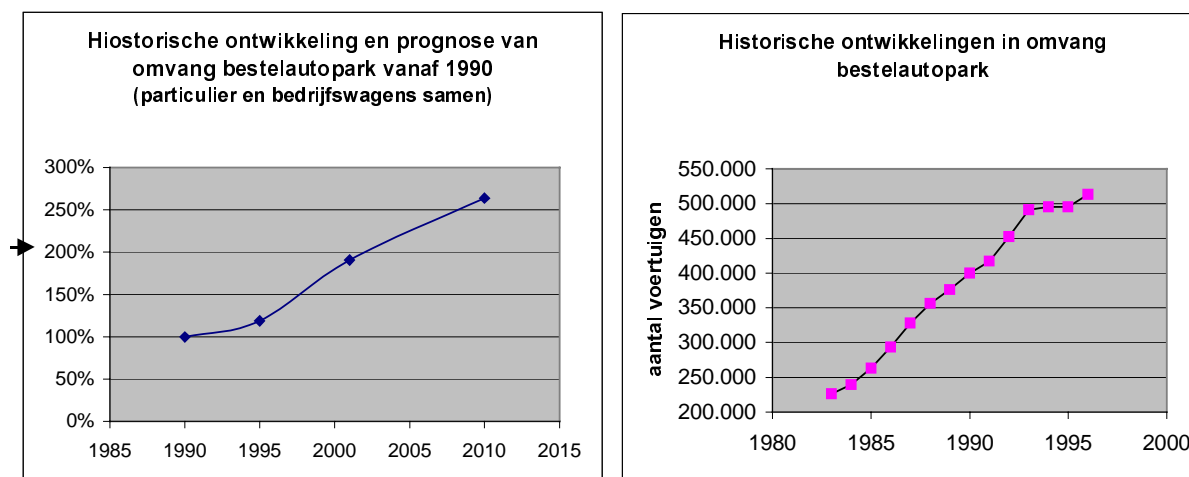 Hiostorische ontwikkeling en prognose van
omvang bestelautopark vanaf 1990
(particulier en bedrijfswagens samen)
300%
250%
200%
150%
100%
50%
0%
1985 1990 1995 2000 2005 2010 2015
Historische ontwikkelingen in omvang
bestelautopark
aantal voertuigen
550.000
500.000
450.000
400.000
350.000
300.000
250.000
200.000
1980 1985 1990 1995 2000